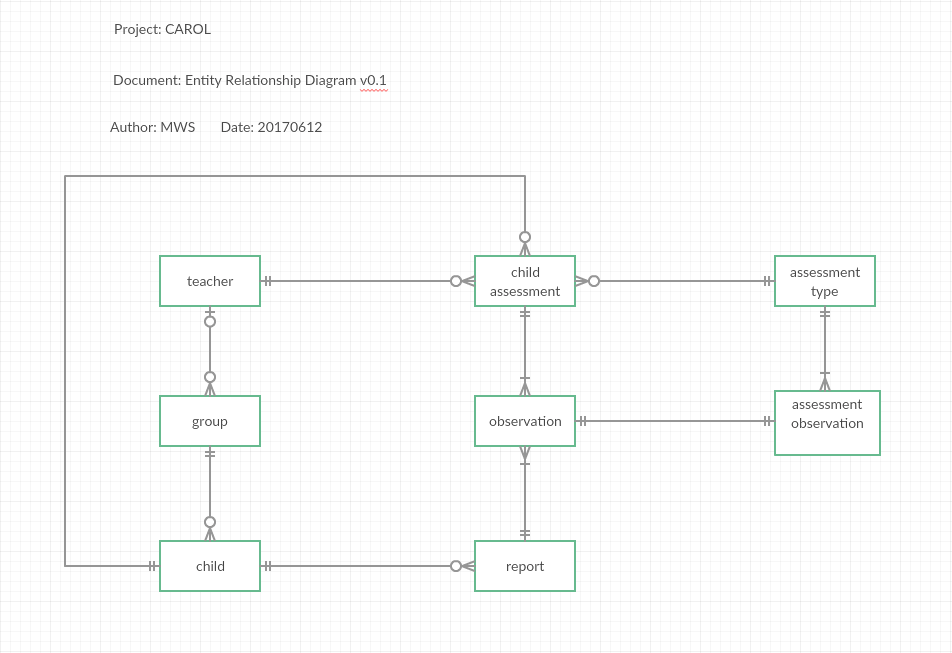 Project: CAROL
Document: Entity Relationship Diagram v0.1
Author: MWS Date: 20170612
teacher
child
assessment
assessment
type
group
observation
assessment
observation
child
report